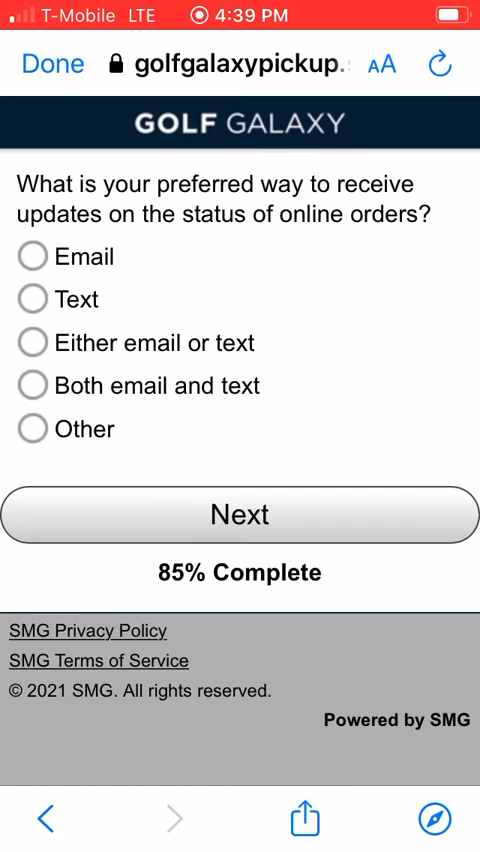 T-Mobile LTE 4:39 PM
Done golfgalaxypickup. AA
GOLF GALAXY
What is your preferred way to receive
updates on the status of online orders?
Email
Text
Either email or text
Both email and text
Other
Next
85% Complete
SMG Privacy Policy
SMG Terms of Service
© 2021 SMG. All rights reserved.
Powered by SMG